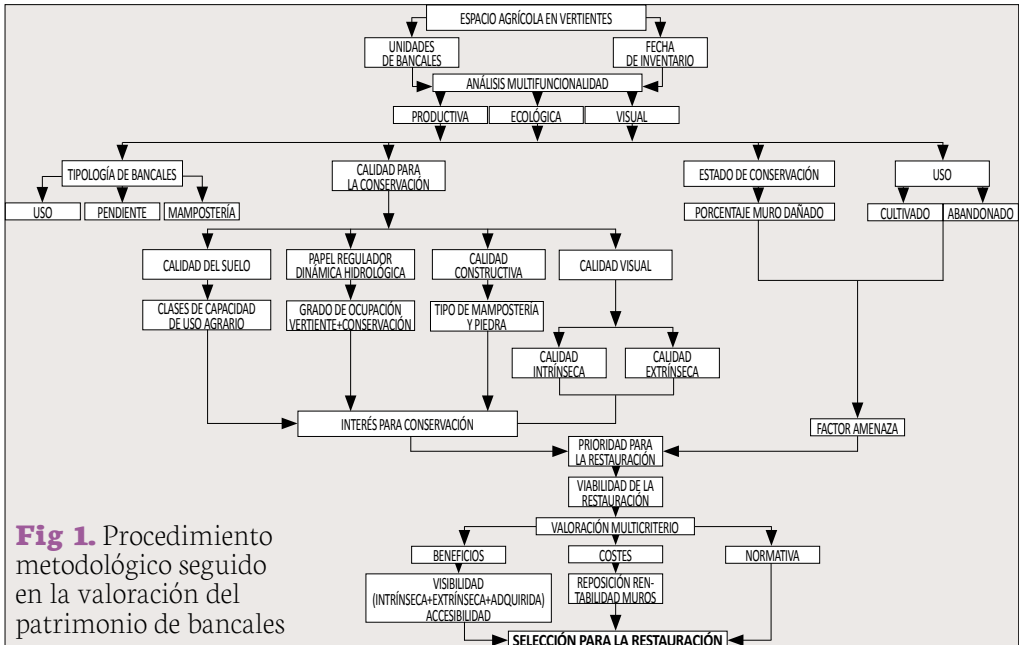 ESPACIO AGRÍCOLA EN VERTIENTES
UNIDADES
DE BANCALES
FECHA
DE INVENTARIO
ANÁLISIS MULTIFUNCIONALIDAD
PRODUCTIVA
ECOLÓGICA
VISUAL
TIPOLOGÍA DE BANCALES
CALIDAD PARA
LA CONSERVACIÓN
ESTADO DE CONSERVACIÓN
USO
USO
PENDIENTE
MAMPOSTERÍA
PORCENTAJE MURO DAÑADO
CULTIVADO
ABANDONADO
CALIDAD DEL SUELO
PAPEL REGULADOR
DINÁMICA HIDROLÓGICA
CALIDAD
CONSTRUCTIVA
CALIDAD VISUAL
CLASES DE CAPACIDAD
DE USO AGRARIO
GRADO DE OCUPACIÓN
VERTIENTE+CONSERVACIÓN
TIPO DE MAMPOSTERÍA
Y PIEDRA
CALIDAD
INTRÍNSECA
CALIDAD
EXTRÍNSECA
INTERÉS PARA CONSERVACIÓN
FACTOR AMENAZA
PRIORIDAD PARA
LA RESTAURACIÓN
VIABILIDAD DE LA
RESTAURACIÓN
VALORACIÓN MULTICRITERIO
BENEFICIOS
COSTES
NORMATIVA
VISIBILIDAD
(INTRÍNSECA+EXTRÍNSECA+ADQUIRIDA)
ACCESIBILIDAD
REPOSICIÓN REN-
TABILIDAD MUROS
SELECCIÓN PARA LA RESTAURACIÓN
Fig 1. Procedimiento
metodológico seguido
en la valoración del
patrimonio de bancales